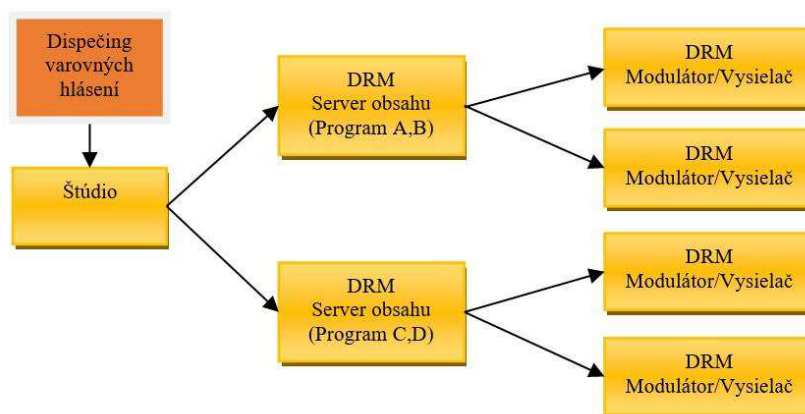 Dispečing
varovných
hlásení
Štúdio
DRM
Server obsahu
(Program A,B)
DRM
Server obsahu
(Program C,D)
DRM
Modulátor/Vysielač
DRM
Modulátor/Vysielač
DRM
Modulátor/Vysielač
DRM
Modulátor/Vysielač